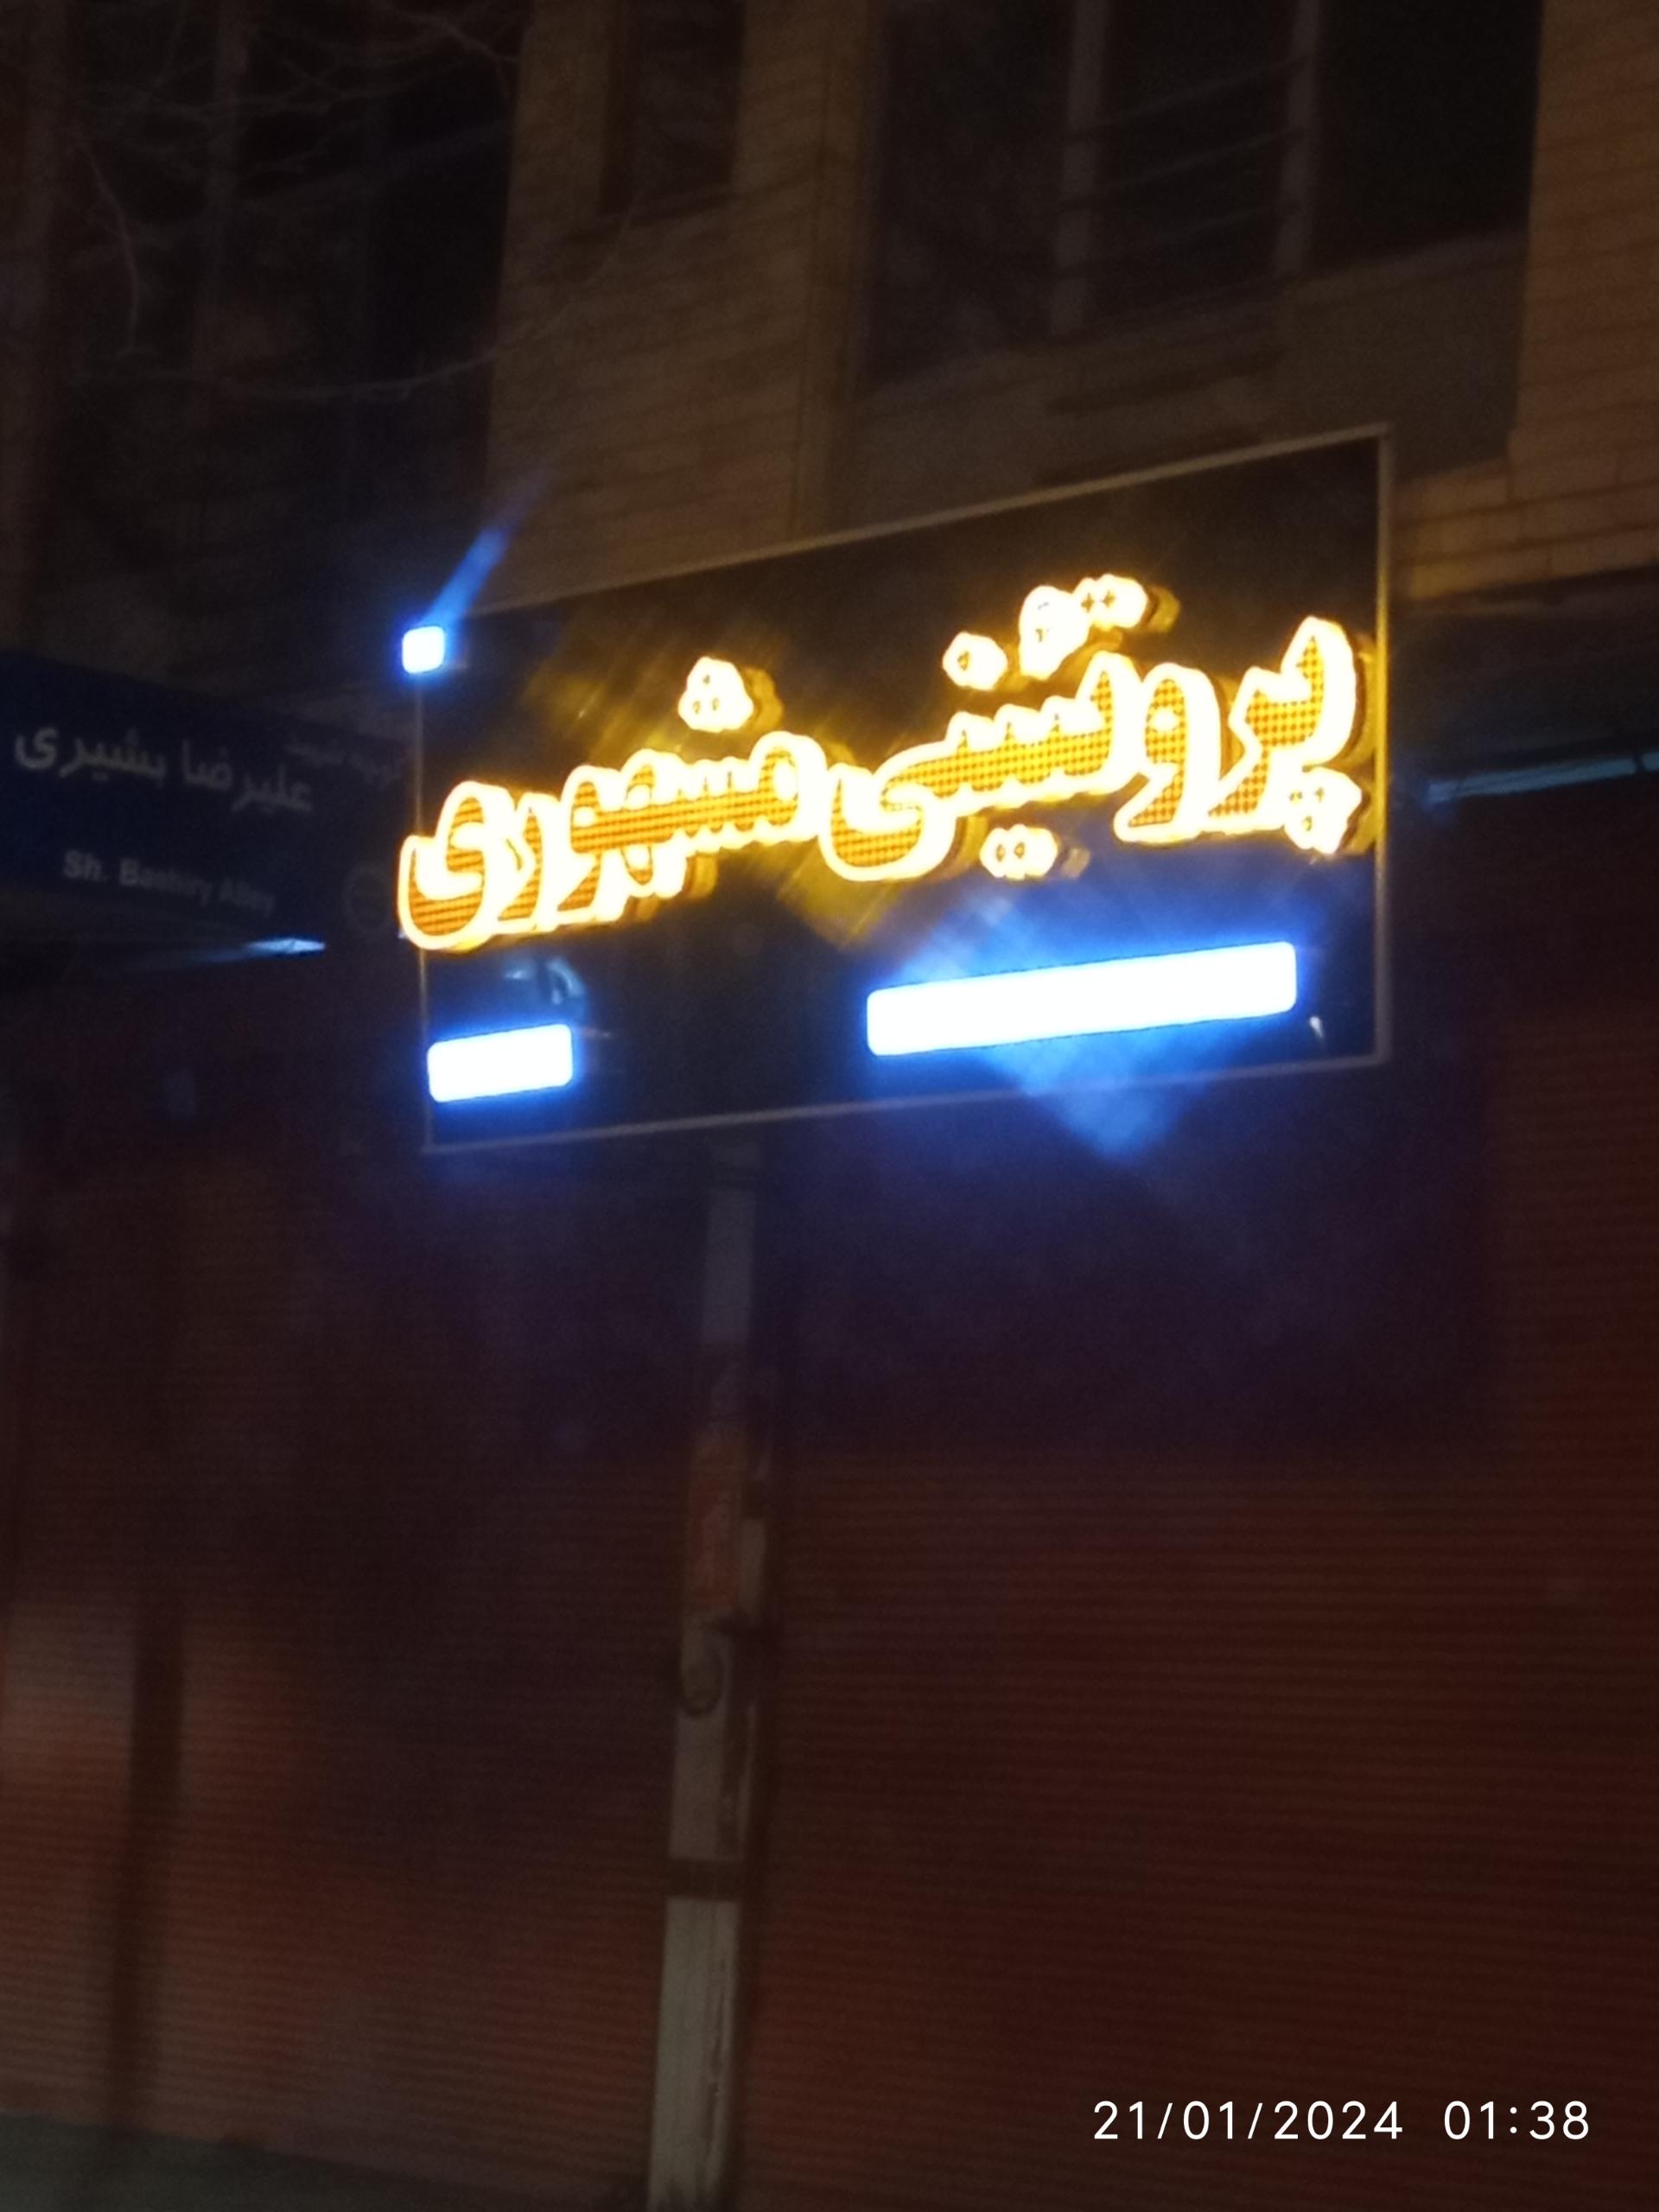 پروتئینی مشهوری
کوچه شهید
علیرضا بشیری
Sh. Bashiry Alley
21/01/2024 01:38